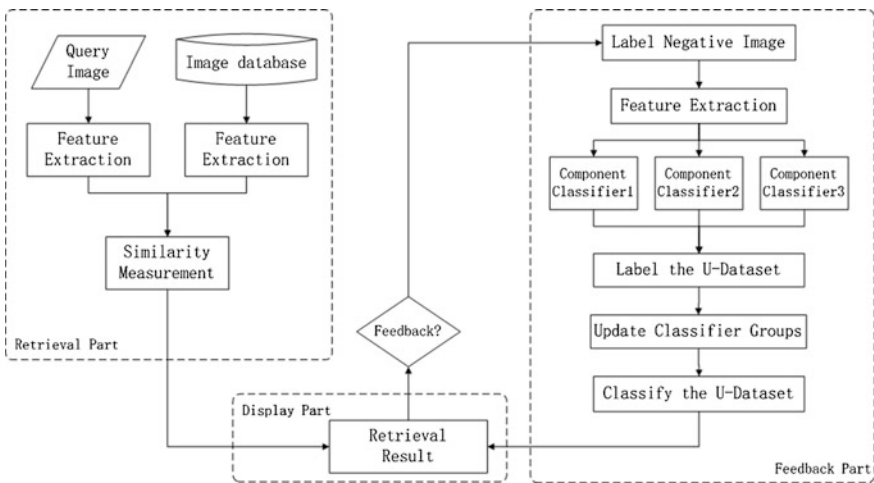 Query
Image
Image database
Feature
Extraction
Feature
Extraction
Similarity
Measurement
Retrieval Part
Feedback?
Display Part
Retrieval
Result
Label Negative Image
Feature Extraction
Component
Classifier1
Component
Classifier2
Component
Classifier3
Label the U-Dataset
Update Classifier Groups
Classify the U-Dataset
Feedback Part